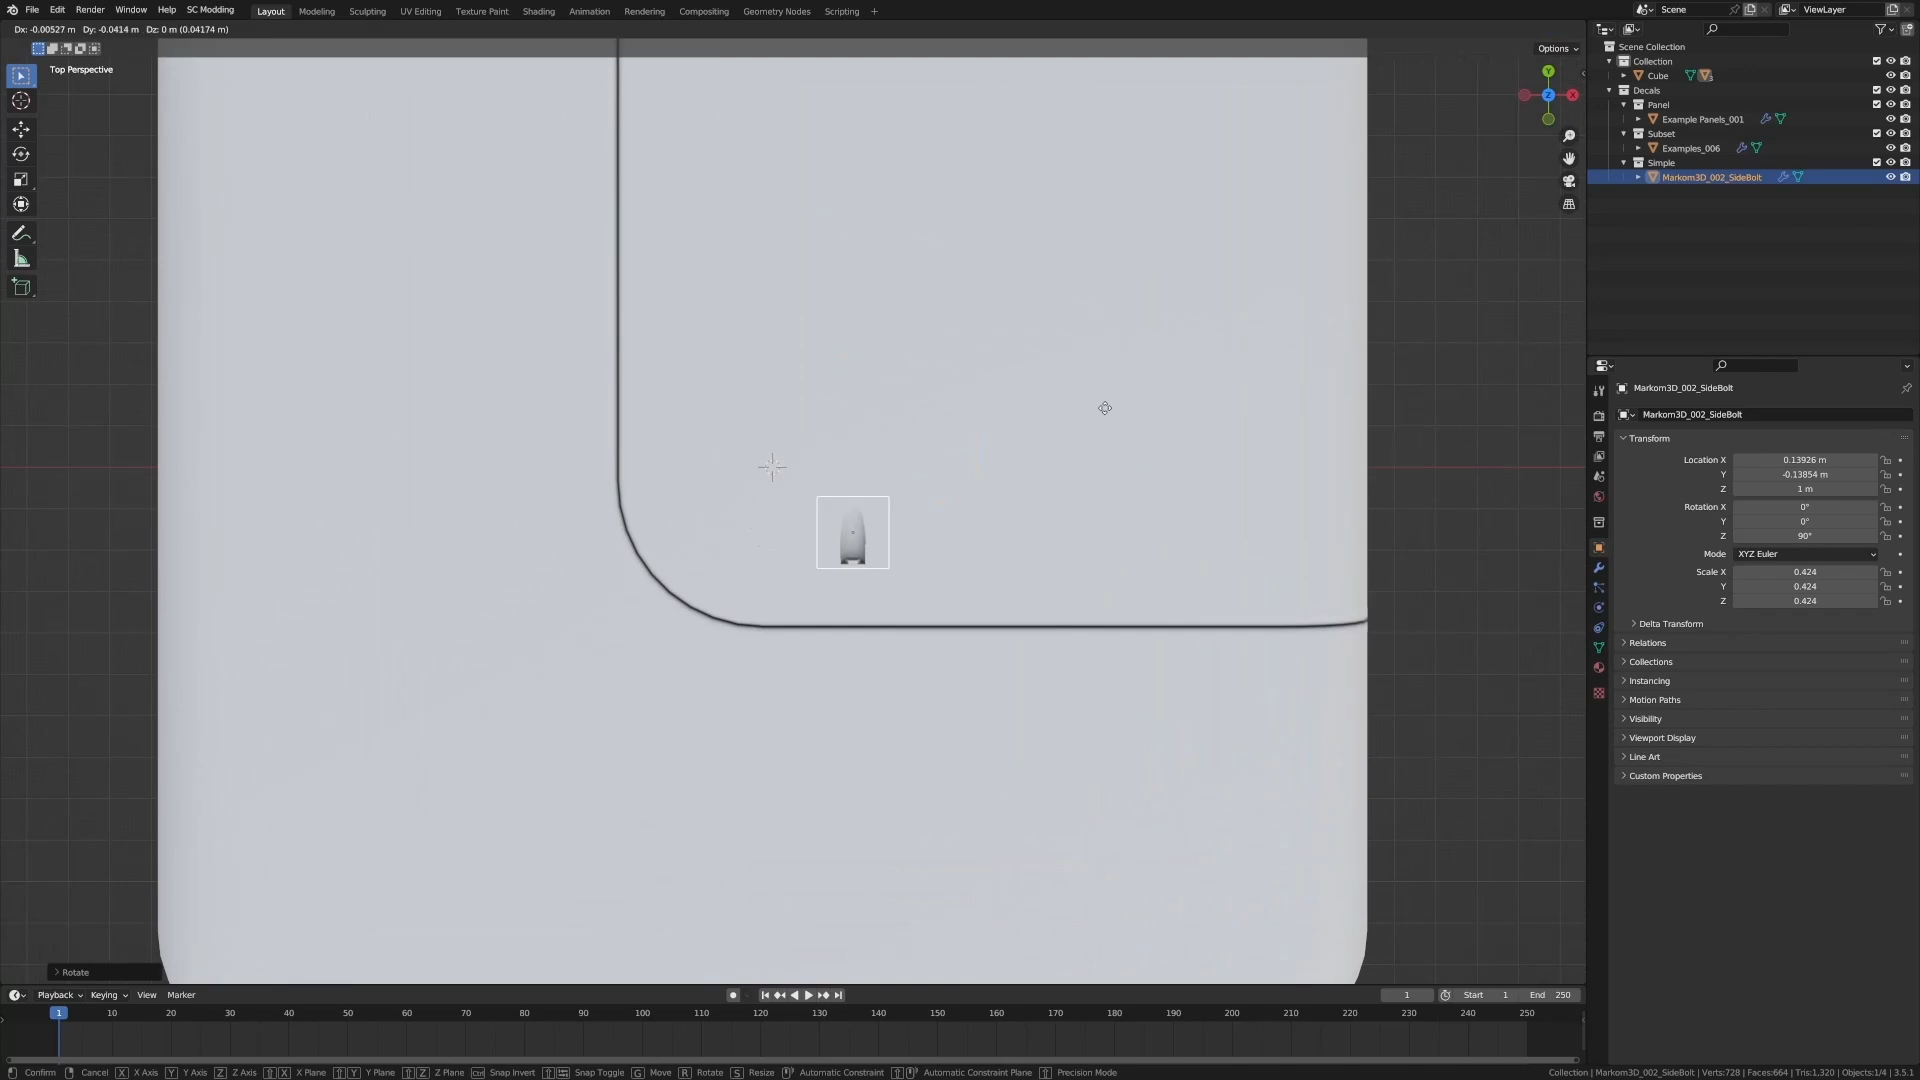 File Edit Render Window Help SC Modding Layout Modeling Sculpting UV Editing Texture Paint Shading Animation Rendering Compositing Geometry Nodes Scripting + Scene ViewLayer
Dx: -0.00527 m Dy: -0.0414 m Dz: 0 m (0.04174 m)
Options
Top Perspective
Y
Z
X
Rotate
Scene Collection
Collection
Cube 3
Decals
Panel
Example Panels_001
Subset
Examples_006
Simple
Markom3D_002_SideBolt
Markom3D_002_SideBolt
Markom3D_002_SideBolt
Transform
Location X 0.13926 m
Y -0.13854 m
Z 1 m
Rotation X 0°
Y 0°
Z 90°
Mode XYZ Euler
Scale X 0.424
Y 0.424
Z 0.424
Delta Transform
Relations
Collections
Instancing
Motion Paths
Visibility
Viewport Display
Line Art
Custom Properties
Playback Keying View Marker 1 Start 1 End 250
1 10 20 30 40 50 60 70 80 90 100 110 120 130 140 150 160 170 180 190 200 210 220 230 240 250
Confirm Cancel X X Axis Y Y Axis Z Z Axis X X Plane Y Y Plane Z Z Plane Ctrl Snap Invert Snap Toggle G Move R Rotate S Resize Automatic Constraint Automatic Constraint Plane Precision Mode Collection | Markom3D_002_SideBolt | Verts:728 | Faces:664 | Tris:1,320 | Objects:1/4 | 3.5.1